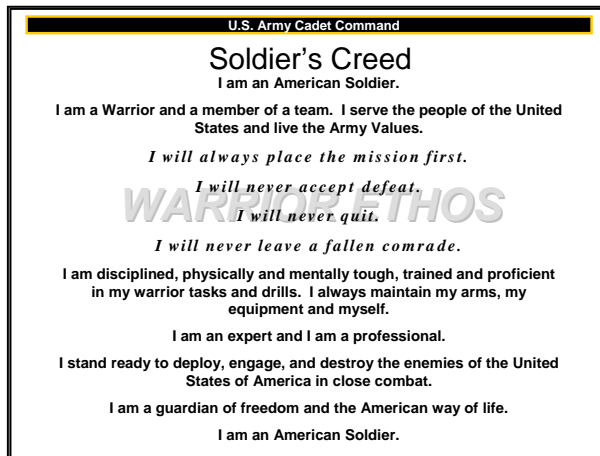 U.S. Army Cadet Command
Soldier’s Creed
I am an American Soldier.
I am a Warrior and a member of a team.  I serve the people of the United
States and live the Army Values.
I will always place the mission first.
I will never accept defeat.
WARRIOR ETHOS
I will never quit.
I will never leave a fallen comrade.
I am disciplined, physically and mentally tough, trained and proficient
in my warrior tasks and drills.  I always maintain my arms, my
equipment and myself.
I am an expert and I am a professional.
I stand ready to deploy, engage, and destroy the enemies of the United
States of America in close combat.
I am a guardian of freedom and the American way of life.
I am an American Soldier.